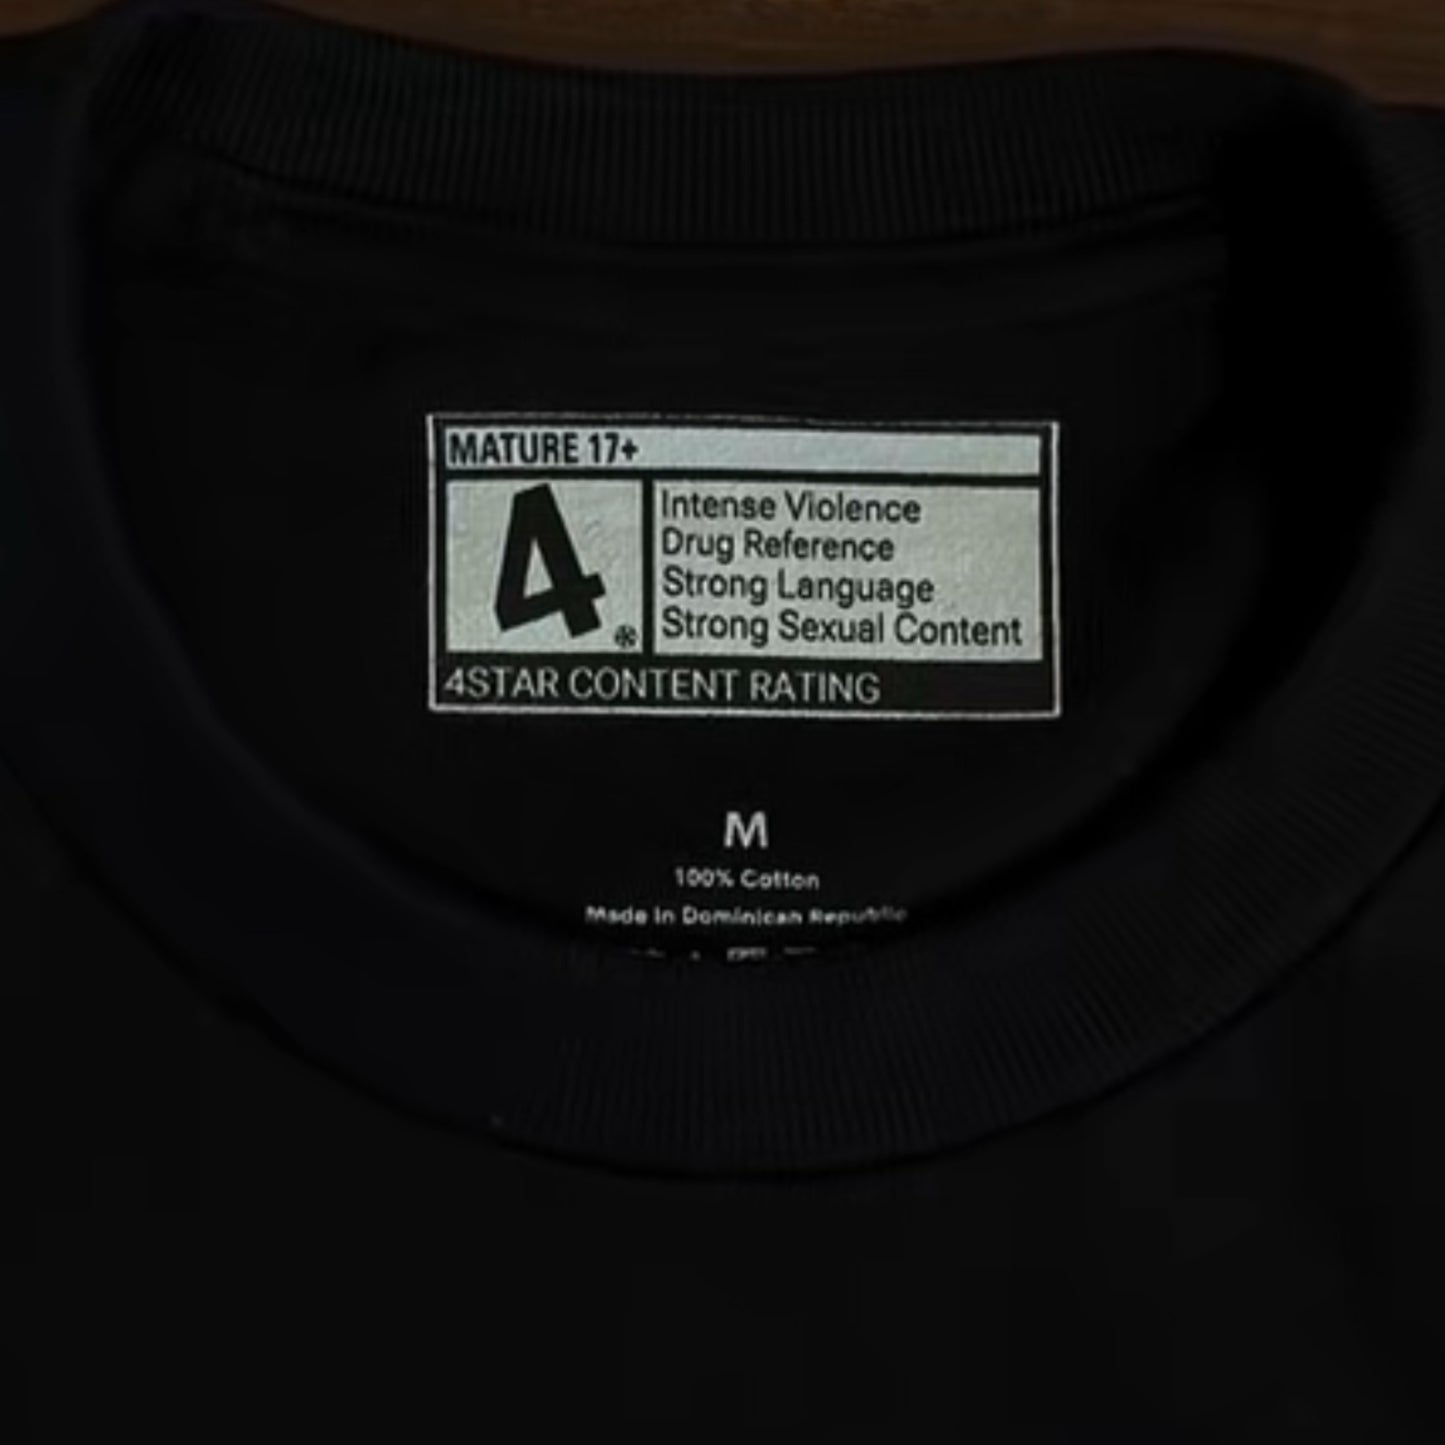 MATURE 17+
4
Intense Violence
Drug Reference
Strong Language
Strong Sexual Content
4STAR CONTENT RATING
M
100% Cotton
Made in Dominican Republic